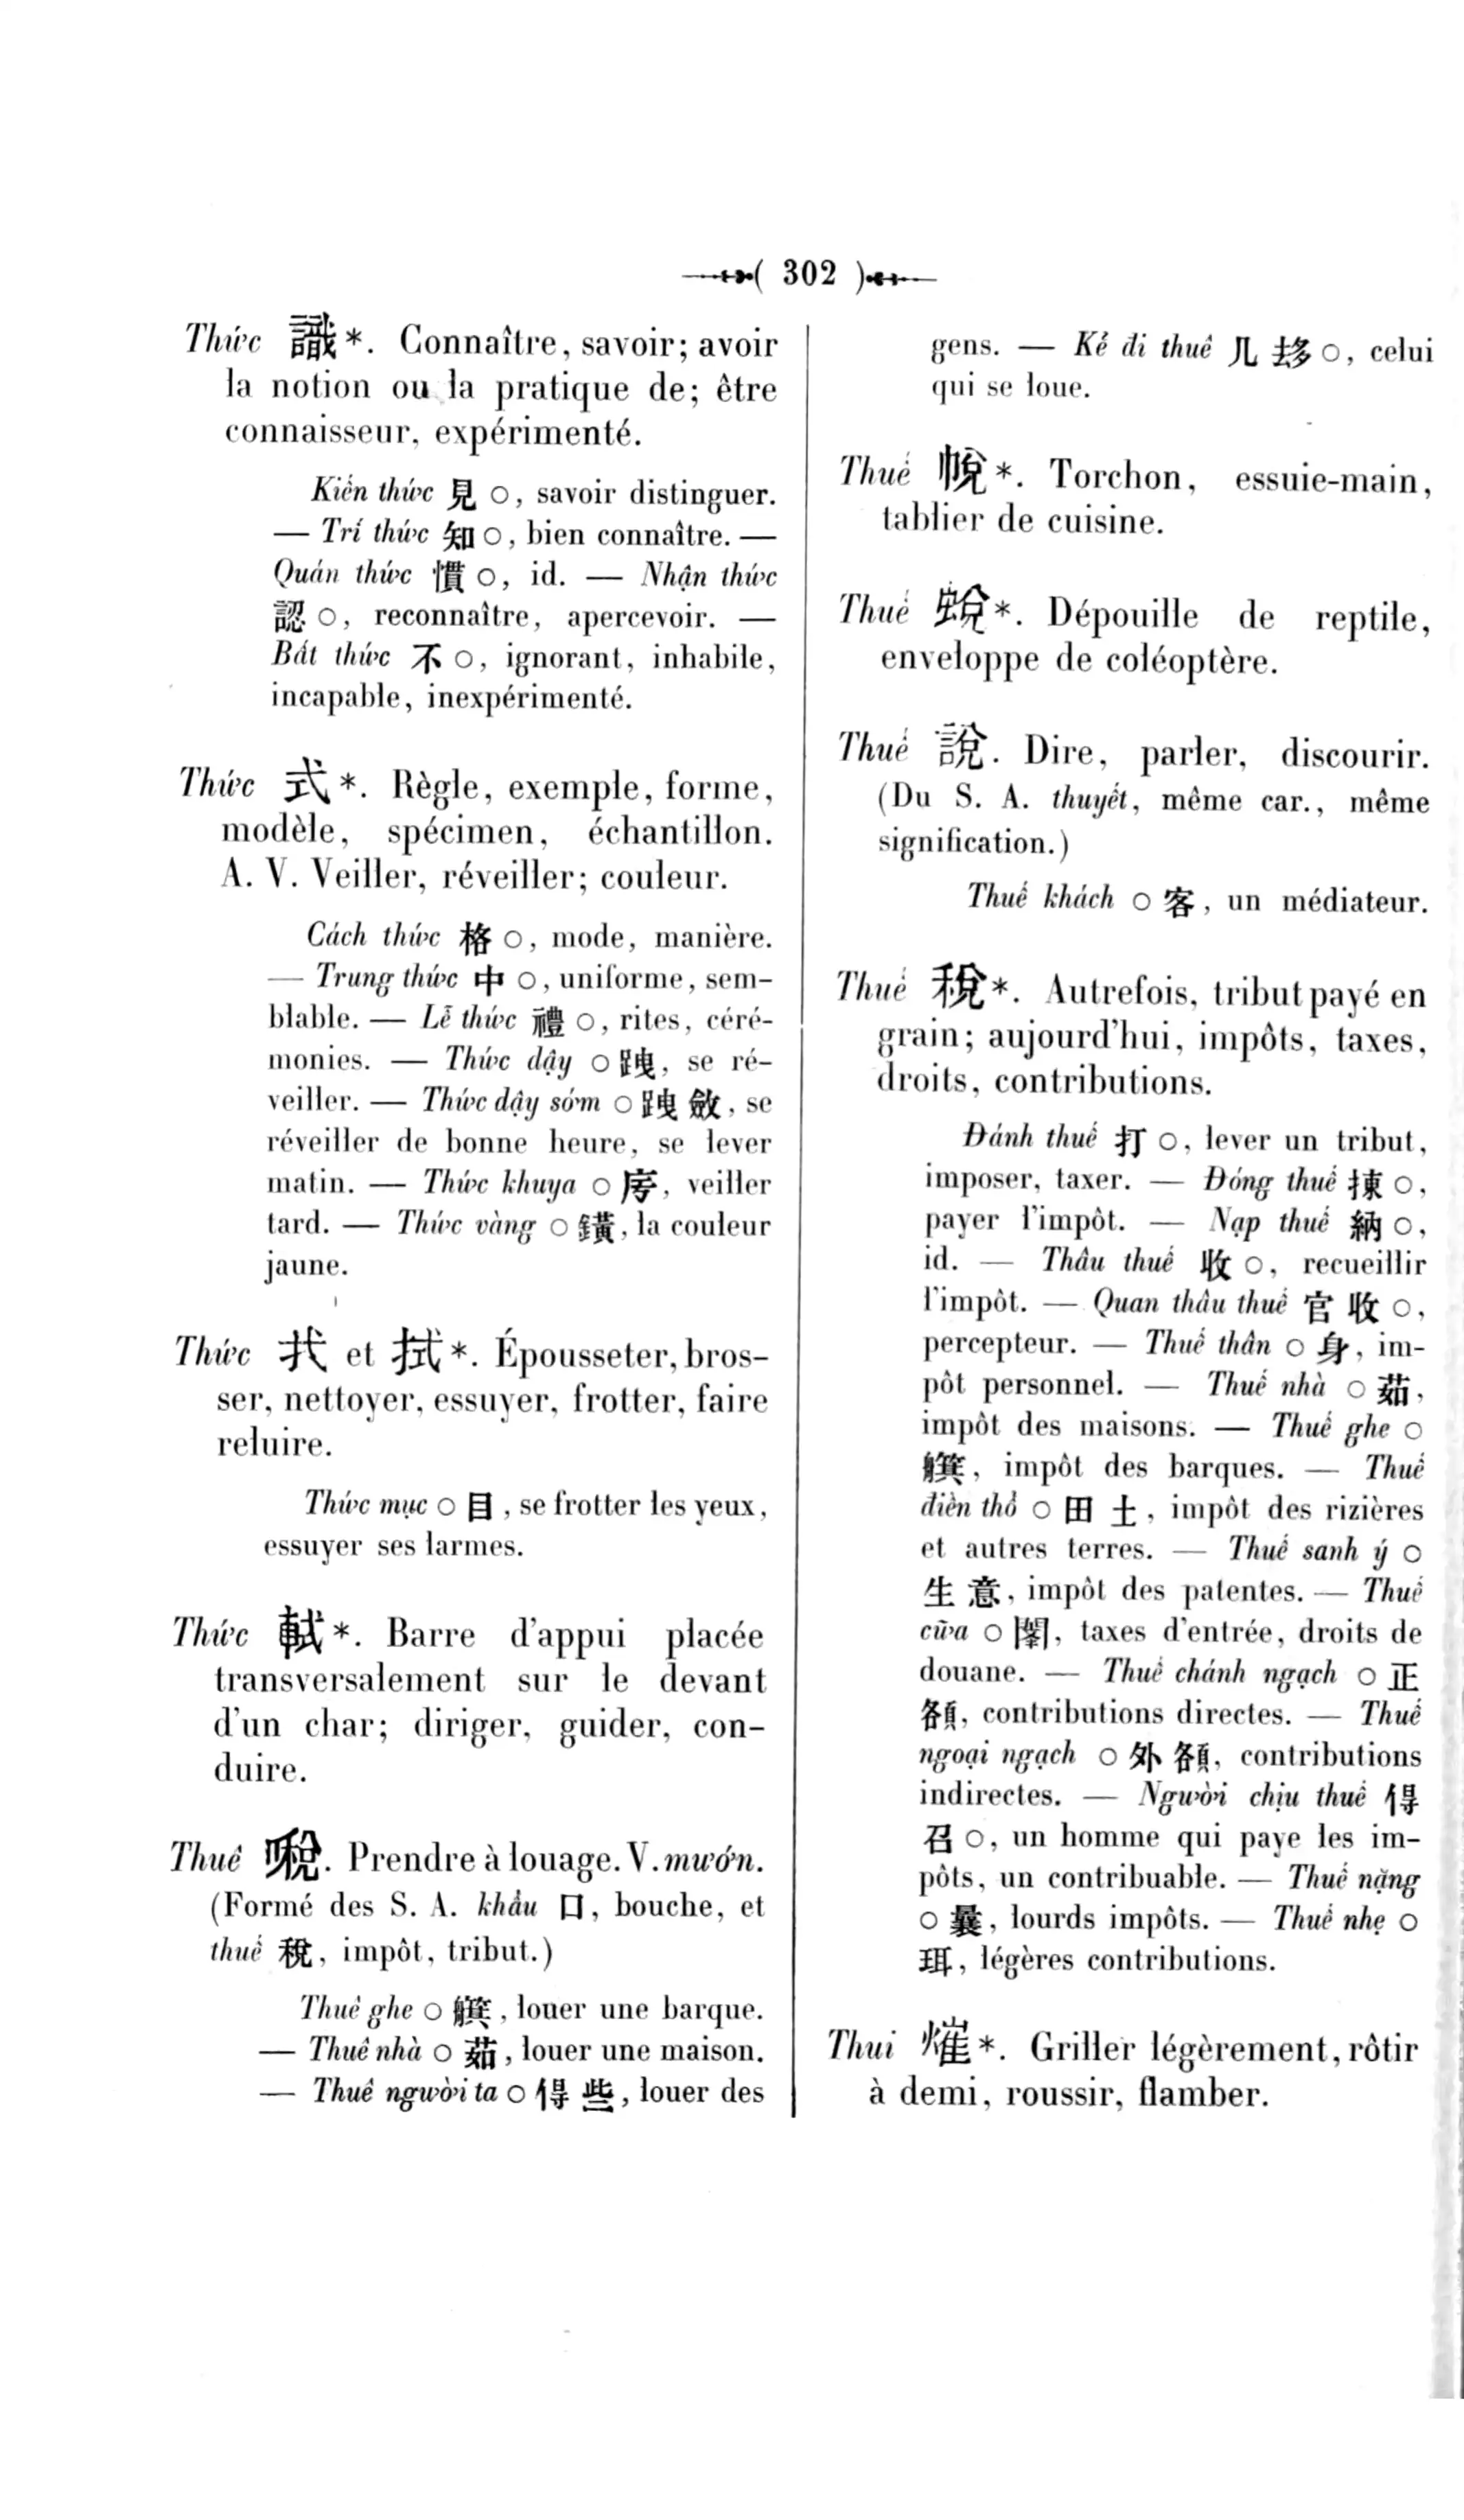 ( 302 )
Thức 識*. Connaître, savoir; avoir
la notion ou la pratique de; être
connaisseur, expérimenté.
Kiến thức 見 ○, savoir distinguer.
— Trí thức 知 ○, bien connaître. —
Quán thức 慣 ○, id. — Nhận thức
認 ○, reconnaître, apercevoir. —
Bất thức 不 ○, ignorant, inhabile,
incapable, inexpérimenté.
Thức 式*. Règle, exemple, forme,
modèle, spécimen, échantillon.
A. V. Veiller, réveiller; couleur.
Cách thức 格 ○, mode, manière.
— Trung thức 中 ○, uniforme, sem-
blable. — Lễ thức 禮 ○, rites, céré-
monies. — Thức dậy ○ 跩, se ré-
veiller. — Thức dậy sớm ○ 跩 斂, se
réveiller de bonne heure, se lever
matin. — Thức khuya ○, veiller
tard. — Thức vàng ○ 鐄, la couleur
jaune.
Thức et 拭*. Épousseter, bros-
ser, nettoyer, essuyer, frotter, faire
reluire.
Thức mục ○ 目, se frotter les yeux,
essuyer ses larmes.
Thức 軾*. Barre d'appui placée
transversalement sur le devant
d'un char; diriger, guider, con-
duire.
Thuê. Prendre à louage. V. mướn.
(Formé des S. A. khẩu 口, bouche, et
thuế 稅, impôt, tribut.)
Thuê ghe ○, louer une barque.
— Thuê nhà ○ 茹, louer une maison.
— Thuê người ta ○ 㝵 些, louer des
gens. — Kẻ đi thuê 几 𠫾 ○, celui
qui se loue.
Thuế 帨*. Torchon, essuie-main,
tablier de cuisine.
Thuế 蛻*. Dépouille de reptile,
enveloppe de coléoptère.
Thuế 說. Dire, parler, discourir.
(Du S. A. thuyết, même car., même
signification.)
Thuế khách ○ 客, un médiateur.
Thuế 稅*. Autrefois, tribut payé en
grain; aujourd'hui, impôts, taxes,
droits, contributions.
Đánh thuế 打 ○, lever un tribut,
imposer, taxer. — Đóng thuế 揀 ○,
payer l'impôt. — Nạp thuế 納 ○,
id. — Thâu thuế 收 ○, recueillir
l'impôt. — Quan thâu thuế 官 收 ○,
percepteur. — Thuế thân ○ 身, im-
pôt personnel. — Thuế nhà ○ 茹,
impôt des maisons. — Thuế ghe ○
, impôt des barques. — Thuế
điền thổ ○ 田 土, impôt des rizières
et autres terres. — Thuế sanh ý ○
生 意, impôt des patentes. — Thuế
cửa ○, taxes d'entrée, droits de
douane. — Thuế chánh ngạch ○ 正
額, contributions directes. — Thuế
ngoại ngạch ○ 外 額, contributions
indirectes. — Người chịu thuế 㝵
召 ○, un homme qui paye les im-
pôts, un contribuable. — Thuế nặng
○ 曩, lourds impôts. — Thuế nhẹ ○
珥, légères contributions.
Thui 熣*. Griller légèrement, rôtir
à demi, roussir, flamber.